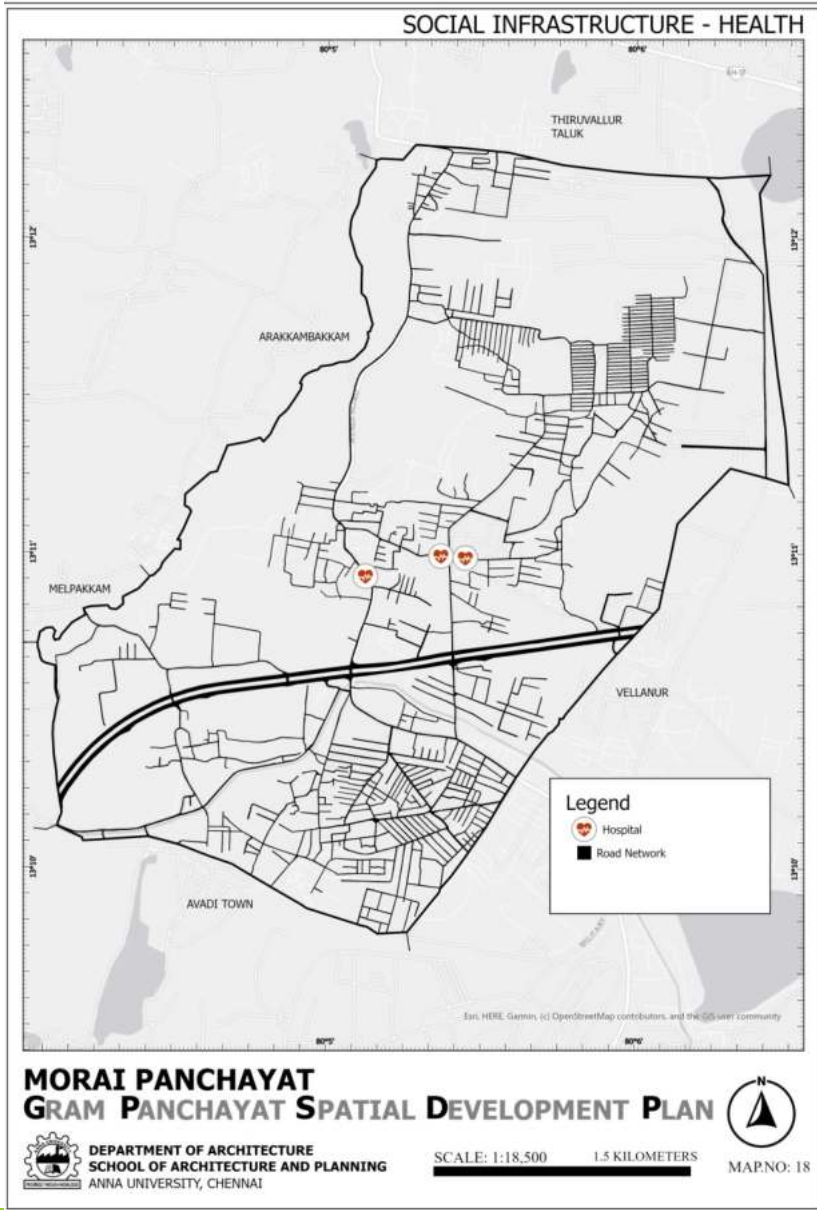 SOCIAL INFRASTRUCTURE - HEALTH
80°5'
80°6'
THIRUVALLUR
TALUK
13°12'
13°12'
ARAKKAMBAKKAM
13°11'
13°11'
MELPAKKAM
VELLANUR
Legend
Hospital
Road Network
13°10'
13°10'
AVADI TOWN
Esri, HERE, Garmin, (c) OpenStreetMap contributors, and the GIS user community
80°5'
80°6'
MORAI PANCHAYAT
GRAM PANCHAYAT SPATIAL DEVELOPMENT PLAN
N
DEPARTMENT OF ARCHITECTURE
SCHOOL OF ARCHITECTURE AND PLANNING
ANNA UNIVERSITY, CHENNAI
SCALE: 1:18,500
1.5 KILOMETERS
MAP.NO: 18